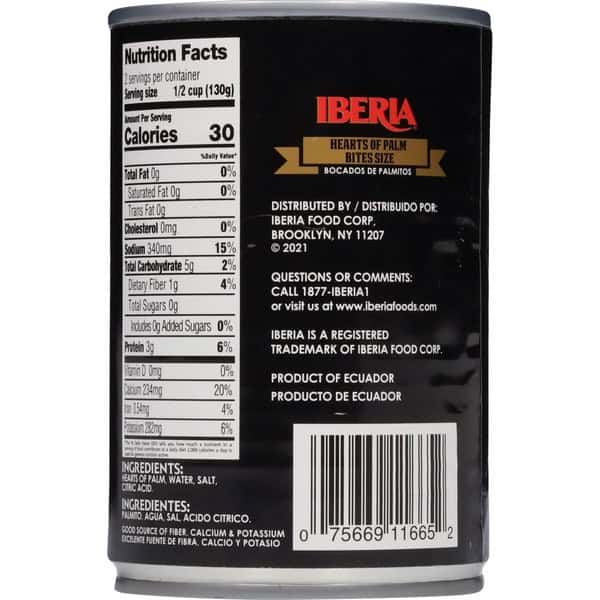 Nutrition Facts
2 servings per container
Serving size 1/2 cup (130g)
Amount Per Serving
Calories 30
%Daily Value*
Total Fat 0g 0%
Saturated Fat 0g 0%
Trans Fat 0g
Cholesterol 0mg 0%
Sodium 340mg 15%
Total Carbohydrate 5g 2%
Dietary Fiber 1g 4%
Total Sugars 0g
Includes 0g Added Sugars 0%
Protein 3g 6%
Vitamin D 0mg 0%
Calcium 234mg 20%
Iron 0.54mg 4%
Potassium 282mg 6%
INGREDIENTS:
HEARTS OF PALM, WATER, SALT,
CITRIC ACID.
INGREDIENTES:
PALMITO, AGUA, SAL, ACIDO CITRICO.
GOOD SOURCE OF FIBER, CALCIUM & POTASSIUM
EXCELENTE FUENTE DE FIBRA, CALCIO Y POTASIO
IBERIA
HEARTS OF PALM
BITES SIZE
BOCADOS DE PALMITOS
DISTRIBUTED BY / DISTRIBUIDO POR:
IBERIA FOOD CORP.
BROOKLYN, NY 11207
© 2021
QUESTIONS OR COMMENTS:
CALL 1877-IBERIA1
or visit us at www.iberiafoods.com
IBERIA IS A REGISTERED
TRADEMARK OF IBERIA FOOD CORP.
PRODUCT OF ECUADOR
PRODUCTO DE ECUADOR
0 75669 11665 2